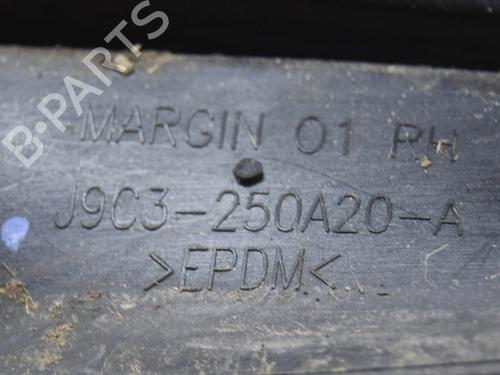 B-PARTS
MARGIN 01 RH
J9C3-250A20-A
>EPDM<